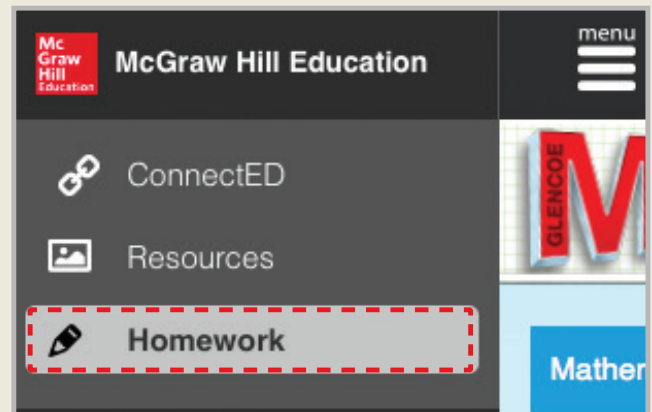 Mc
Graw
Hill
Education
McGraw Hill Education
menu
ConnectED
Resources
Homework
GLENCOE
M
Mather